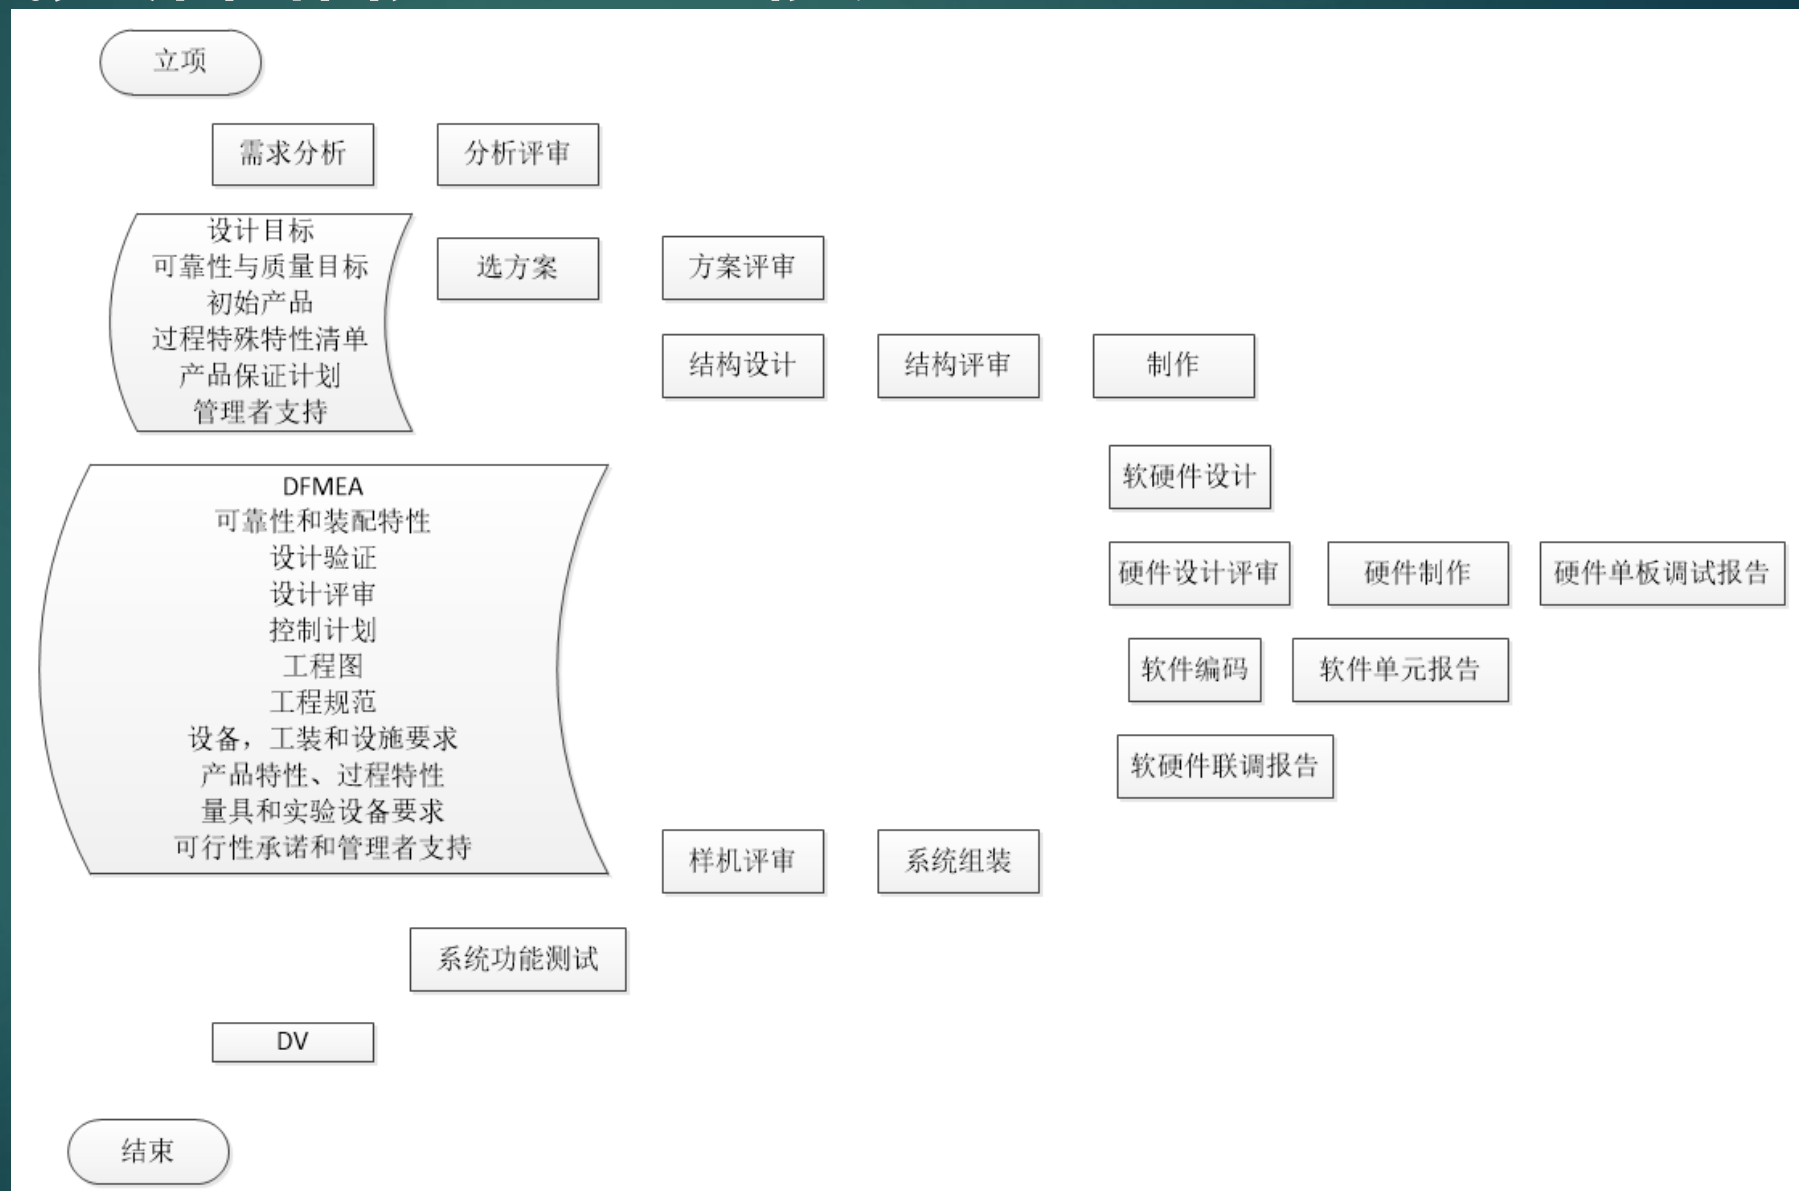 立项
需求分析
分析评审
设计目标
可靠性与质量目标
初始产品
过程特殊特性清单
产品保证计划
管理者支持
选方案
方案评审
结构设计
结构评审
制作
DFMEA
可靠性和装配特性
设计验证
设计评审
控制计划
工程图
工程规范
设备，工装和设施要求
产品特性、过程特性
量具和实验设备要求
可行性承诺和管理者支持
软硬件设计
硬件设计评审
硬件制作
硬件单板调试报告
软件编码
软件单元报告
软硬件联调报告
样机评审
系统组装
系统功能测试
DV
结束